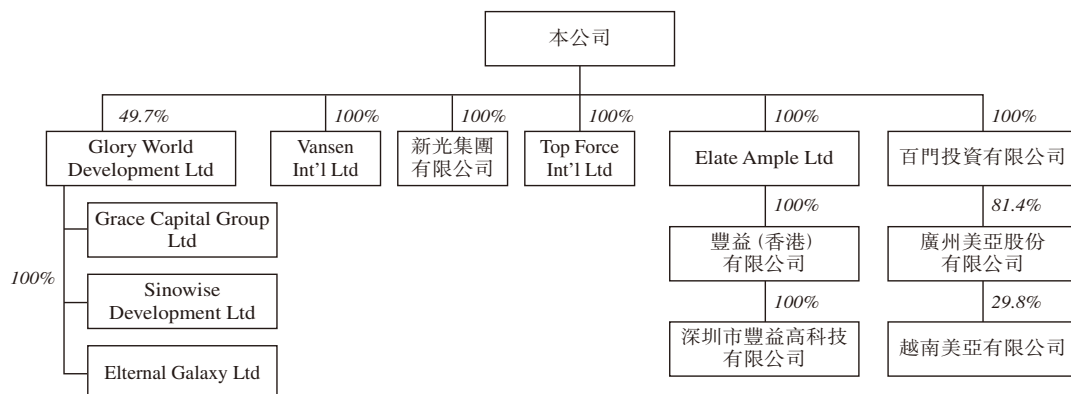 本公司
49.7%
100%
100%
100%
100%
100%
Glory World
Development Ltd
Vansen
Int’l Ltd
新光集團
有限公司
Top Force
Int’l Ltd
Elate Ample Ltd
百門投資有限公司
100%
81.4%
Grace Capital Group
Ltd
豐益（香港）
有限公司
廣州美亞股份
有限公司
100%
100%
29.8%
Sinowise
Development Ltd
深圳市豐益高科技
有限公司
越南美亞有限公司
Elternal Galaxy Ltd